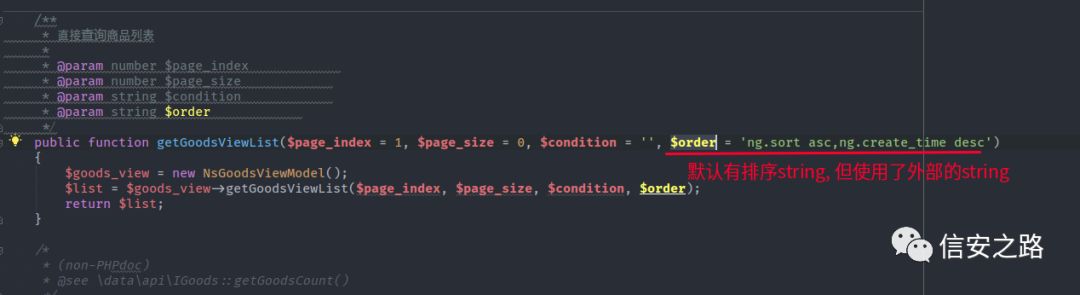 /**
* 直接查询商品列表
*
* @param number $page_index
* @param number $page_size
* @param string $condition
* @param string $order
*/
public function getGoodsViewList($page_index = 1, $page_size = 0, $condition = '', $order = 'ng.sort asc,ng.create_time desc')
{
$goods_view = new NsGoodsViewModel();
默认有排序string, 但使用了外部的string
$list = $goods_view->getGoodsViewList($page_index, $page_size, $condition, $order);
return $list;
}
信安之路
/*
* (non-PHPdoc)
* @see \data\api\IGoods::getGoodsCount()